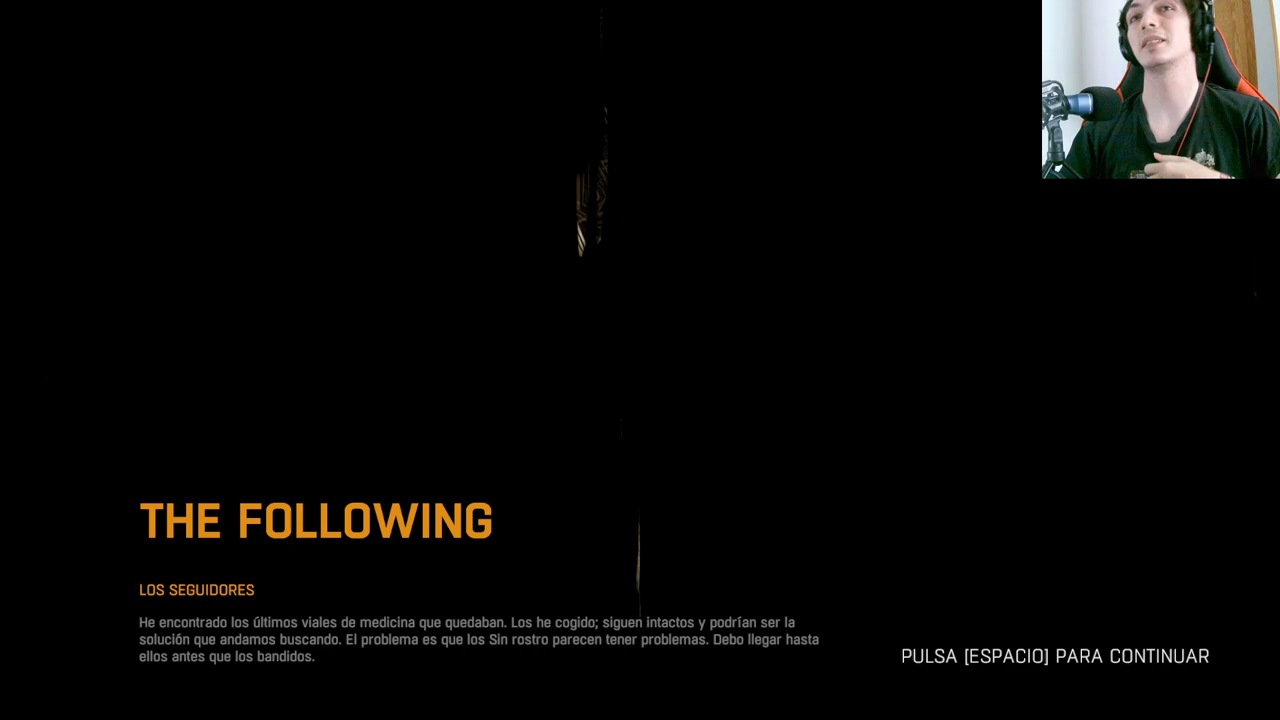 THE FOLLOWING
LOS SEGUIDORES
He encontrado los últimos viales de medicina que quedaban. Los he cogido; siguen intactos y podrían ser la
solución que andamos buscando. El problema es que los Sin rostro parecen tener problemas. Debo llegar hasta
ellos antes que los bandidos.
PULSA [ESPACIO] PARA CONTINUAR